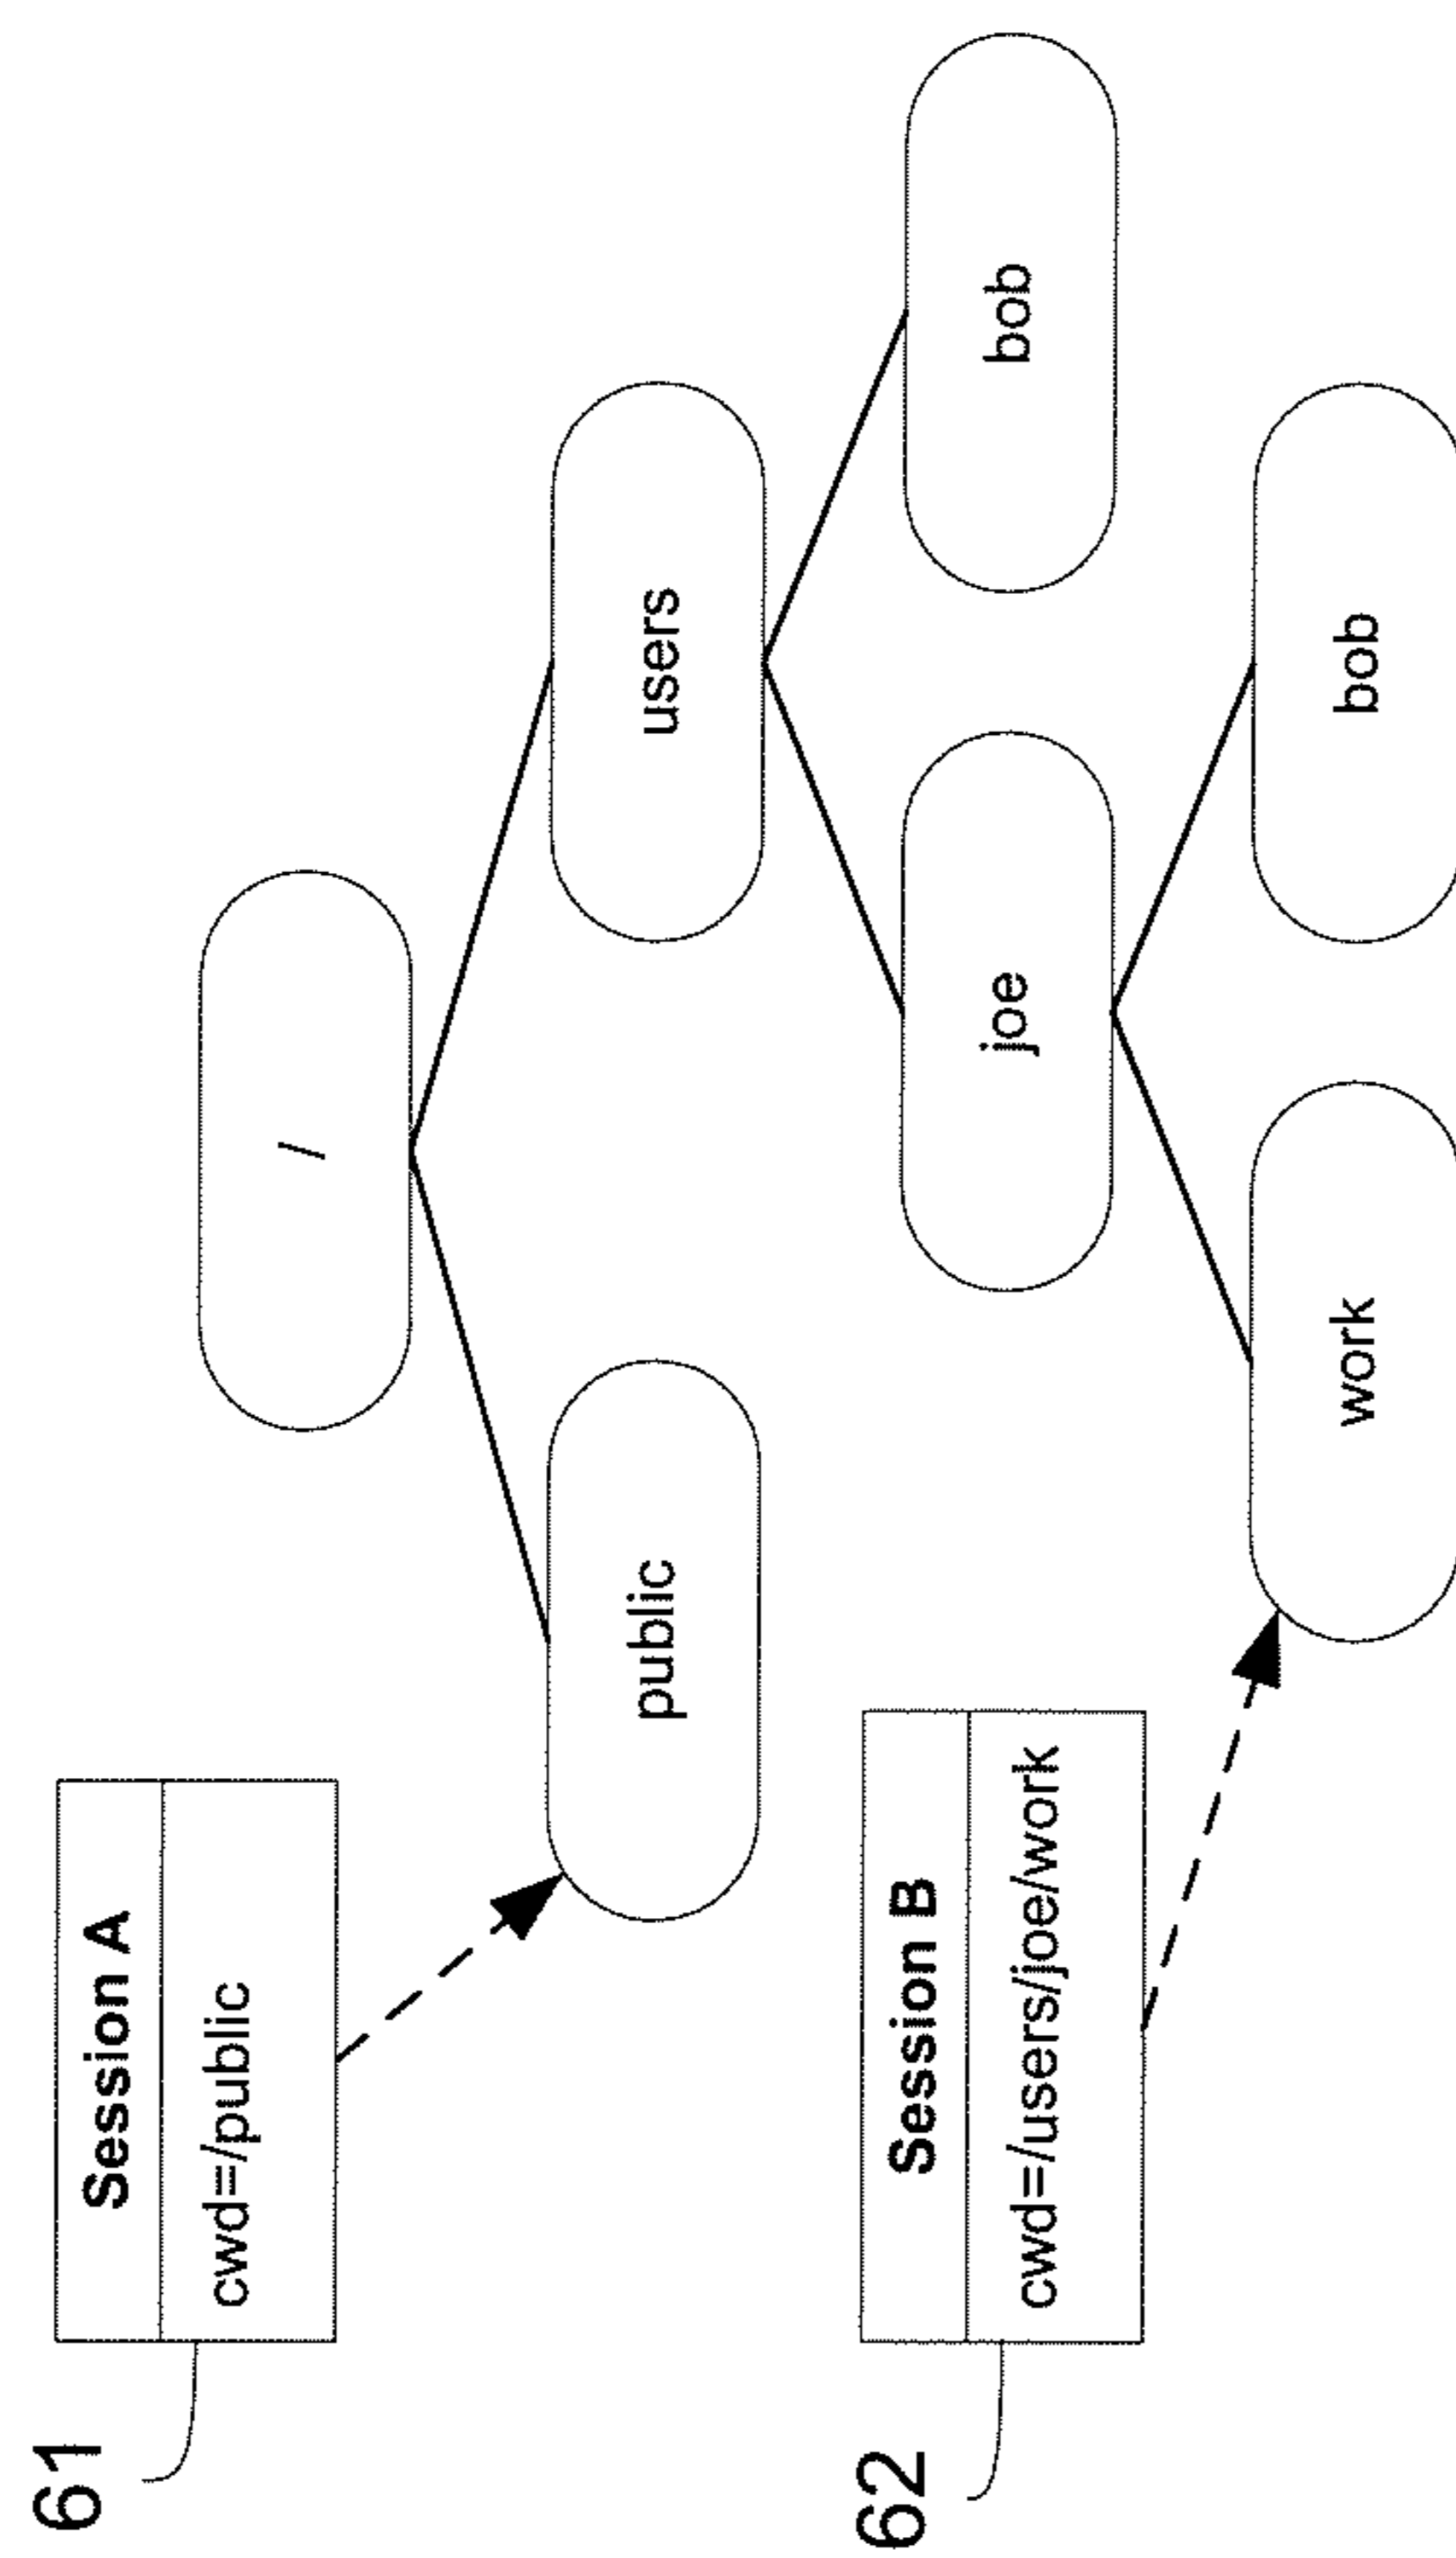 61
Session A
cwd=/public
/
public
users
62
Session B
cwd=/users/joe/work
joe
bob
work
bob